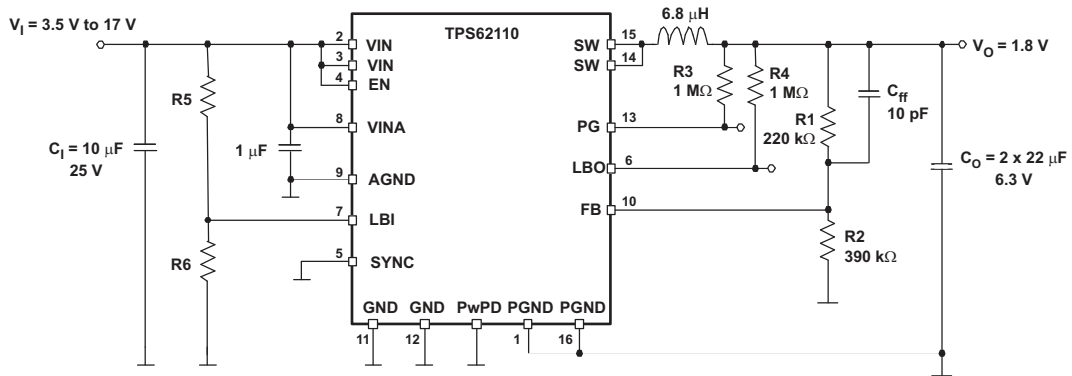 V_I = 3.5 V to 17 V
TPS62110
6.8 μH
V_O = 1.8 V
2
VIN
3
VIN
4
EN
15
SW
14
SW
R3
1 MΩ
R4
1 MΩ
R5
C_ff
10 pF
R1
220 kΩ
8
VINA
PG
13
C_I = 10 μF
25 V
1 μF
LBO
6
C_O = 2 x 22 μF
6.3 V
9
AGND
7
LBI
FB
10
R6
R2
390 kΩ
5
SYNC
GND
GND
PwPD
PGND
PGND
11
12
1
16